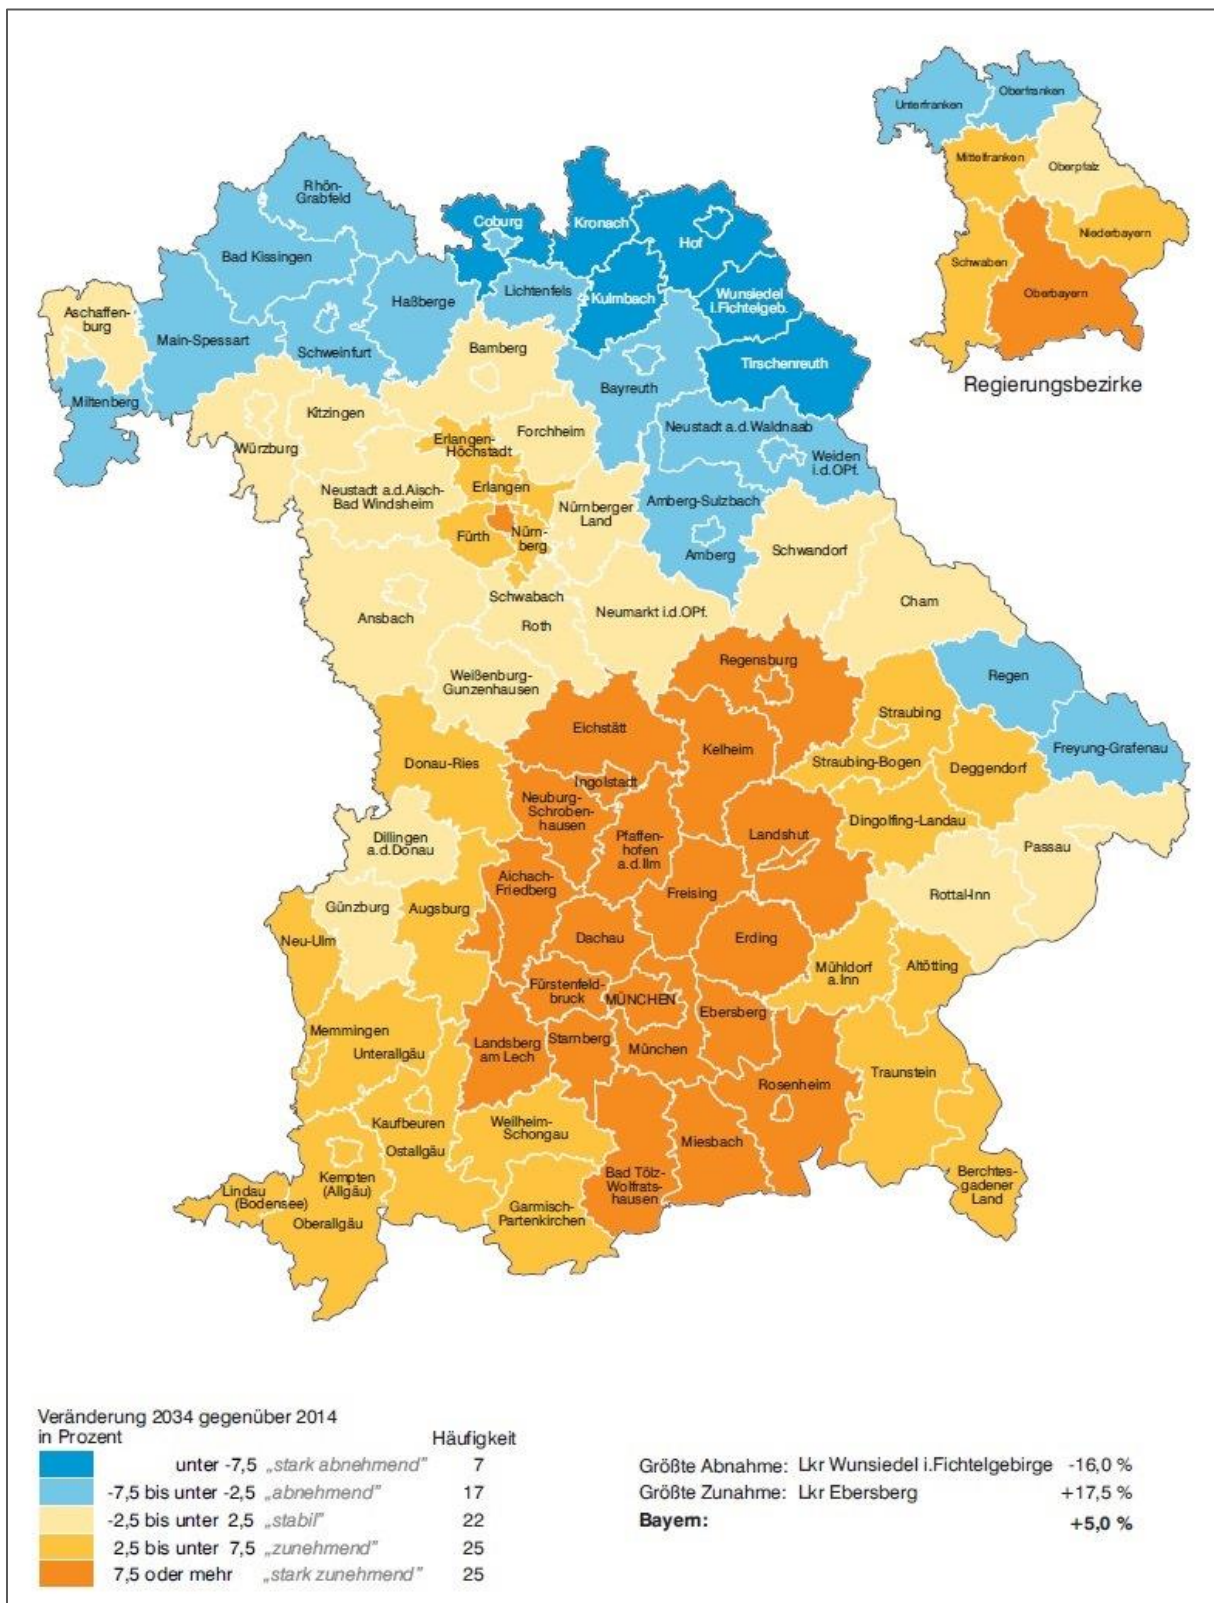 Unterfranken
Oberfranken
Mittelfranken
Oberpfalz
Niederbayern
Schwaben
Oberbayern
Regierungsbezirke
Rhön-
Grabfeld
Coburg
Kronach
Hof
Bad Kissingen
Lichtenfels
Kulmbach
Wunsiedel
i.Fichtelgeb.
Haßberge
Aschaffen-
burg
Main-Spessart
Schweinfurt
Bamberg
Tirschenreuth
Bayreuth
Miltenberg
Kitzingen
Neustadt a.d.Waldnaab
Forchheim
Erlangen-
Höchstadt
Weiden
i.d.OPf.
Würzburg
Erlangen
Neustadt a.d.Aisch-
Bad Windsheim
Nürnberger
Land
Amberg-Sulzbach
Fürth
Nürn-
berg
Amberg
Schwandorf
Schwabach
Neumarkt i.d.OPf.
Cham
Ansbach
Roth
Regensburg
Weißenburg-
Gunzenhausen
Regen
Straubing
Eichstätt
Kelheim
Freyung-Grafenau
Donau-Ries
Straubing-Bogen
Deggendorf
Ingolstadt
Neuburg-
Schroben-
hausen
Dingolfing-Landau
Dillingen
a.d.Donau
Pfaffen-
hofen
a.d.Ilm
Landshut
Passau
Aichach-
Friedberg
Freising
Rottal-Inn
Günzburg
Augsburg
Neu-Ulm
Dachau
Erding
Mühldorf
a.Inn
Altötting
Fürstenfeld-
bruck
MÜNCHEN
Ebersberg
Memmingen
Unterallgäu
Landsberg
am Lech
Starnberg
München
Traunstein
Rosenheim
Kaufbeuren
Ostallgäu
Weilheim-
Schongau
Miesbach
Kempten
(Allgäu)
Bad Tölz-
Wolfrats-
hausen
Berchtes-
gadener
Land
Lindau
(Bodensee)
Oberallgäu
Garmisch-
Partenkirchen
Veränderung 2034 gegenüber 2014
in Prozent Häufigkeit
unter -7,5 „stark abnehmend” 7
-7,5 bis unter -2,5 „abnehmend” 17
-2,5 bis unter 2,5 „stabil” 22
2,5 bis unter 7,5 „zunehmend” 25
7,5 oder mehr „stark zunehmend” 25
Größte Abnahme: Lkr Wunsiedel i.Fichtelgebirge -16,0 %
Größte Zunahme: Lkr Ebersberg +17,5 %
Bayern: +5,0 %